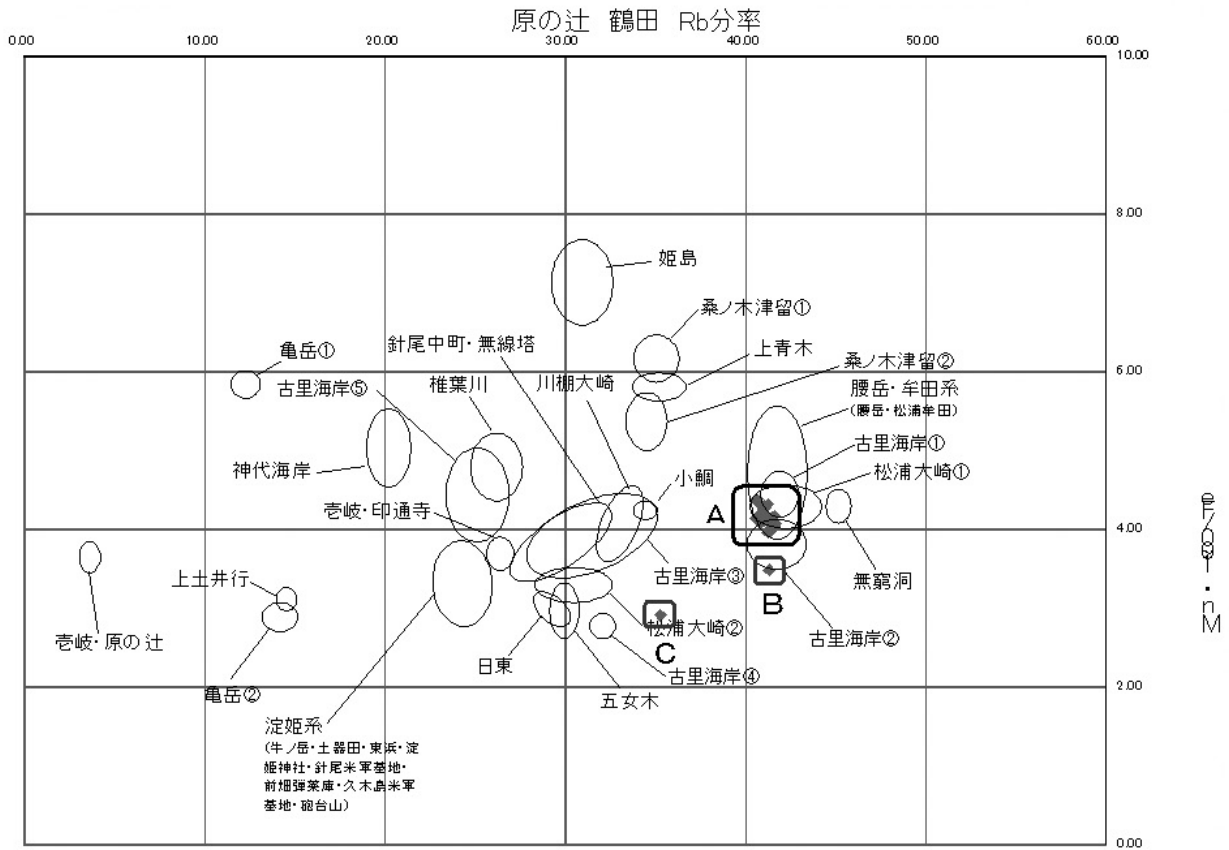 原の辻 鶴田 Rb分率
0.00 10.00 20.00 30.00 40.00 50.00 60.00
10.00
8.00
姫島
桑ノ木津留①
針尾中町・無線塔
上青木
亀岳①
6.00
桑ノ木津留②
古里海岸⑤
椎葉川
川棚大崎
腰岳・牟田系
(腰岳・松浦牟田)
古里海岸①
神代海岸
小鯛
松浦大崎①
壱岐・印通寺
A
4.00
上土井行
古里海岸③
無窮洞
B
壱岐・原の辻
松浦大崎②
古里海岸②
C
日東
古里海岸④
亀岳②
2.00
五女木
淀姫系
(牛ノ岳・土器田・東浜・淀
姫神社・針尾米軍基地・
前畑弾薬庫・久木島米軍
基地・砲台山)
0.00